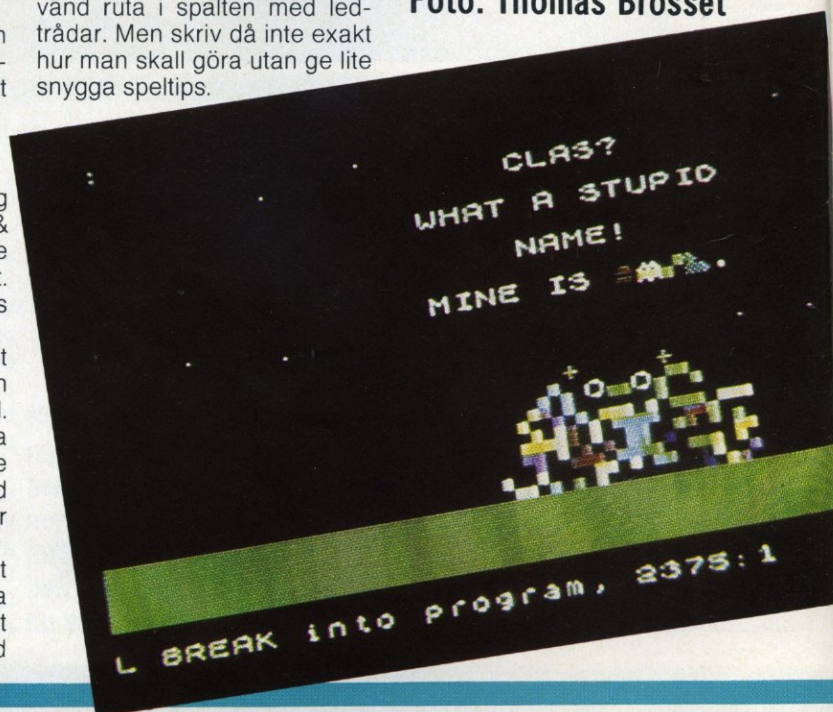 vänd ruta i spalten med led-
trådar. Men skriv då inte exakt
hur man skall göra utan ge lite
snygga speltips.
Foto: Thomas Brosset
CLAS?
WHAT A STUPID
NAME!
MINE IS
L BREAK into program, 2375:1